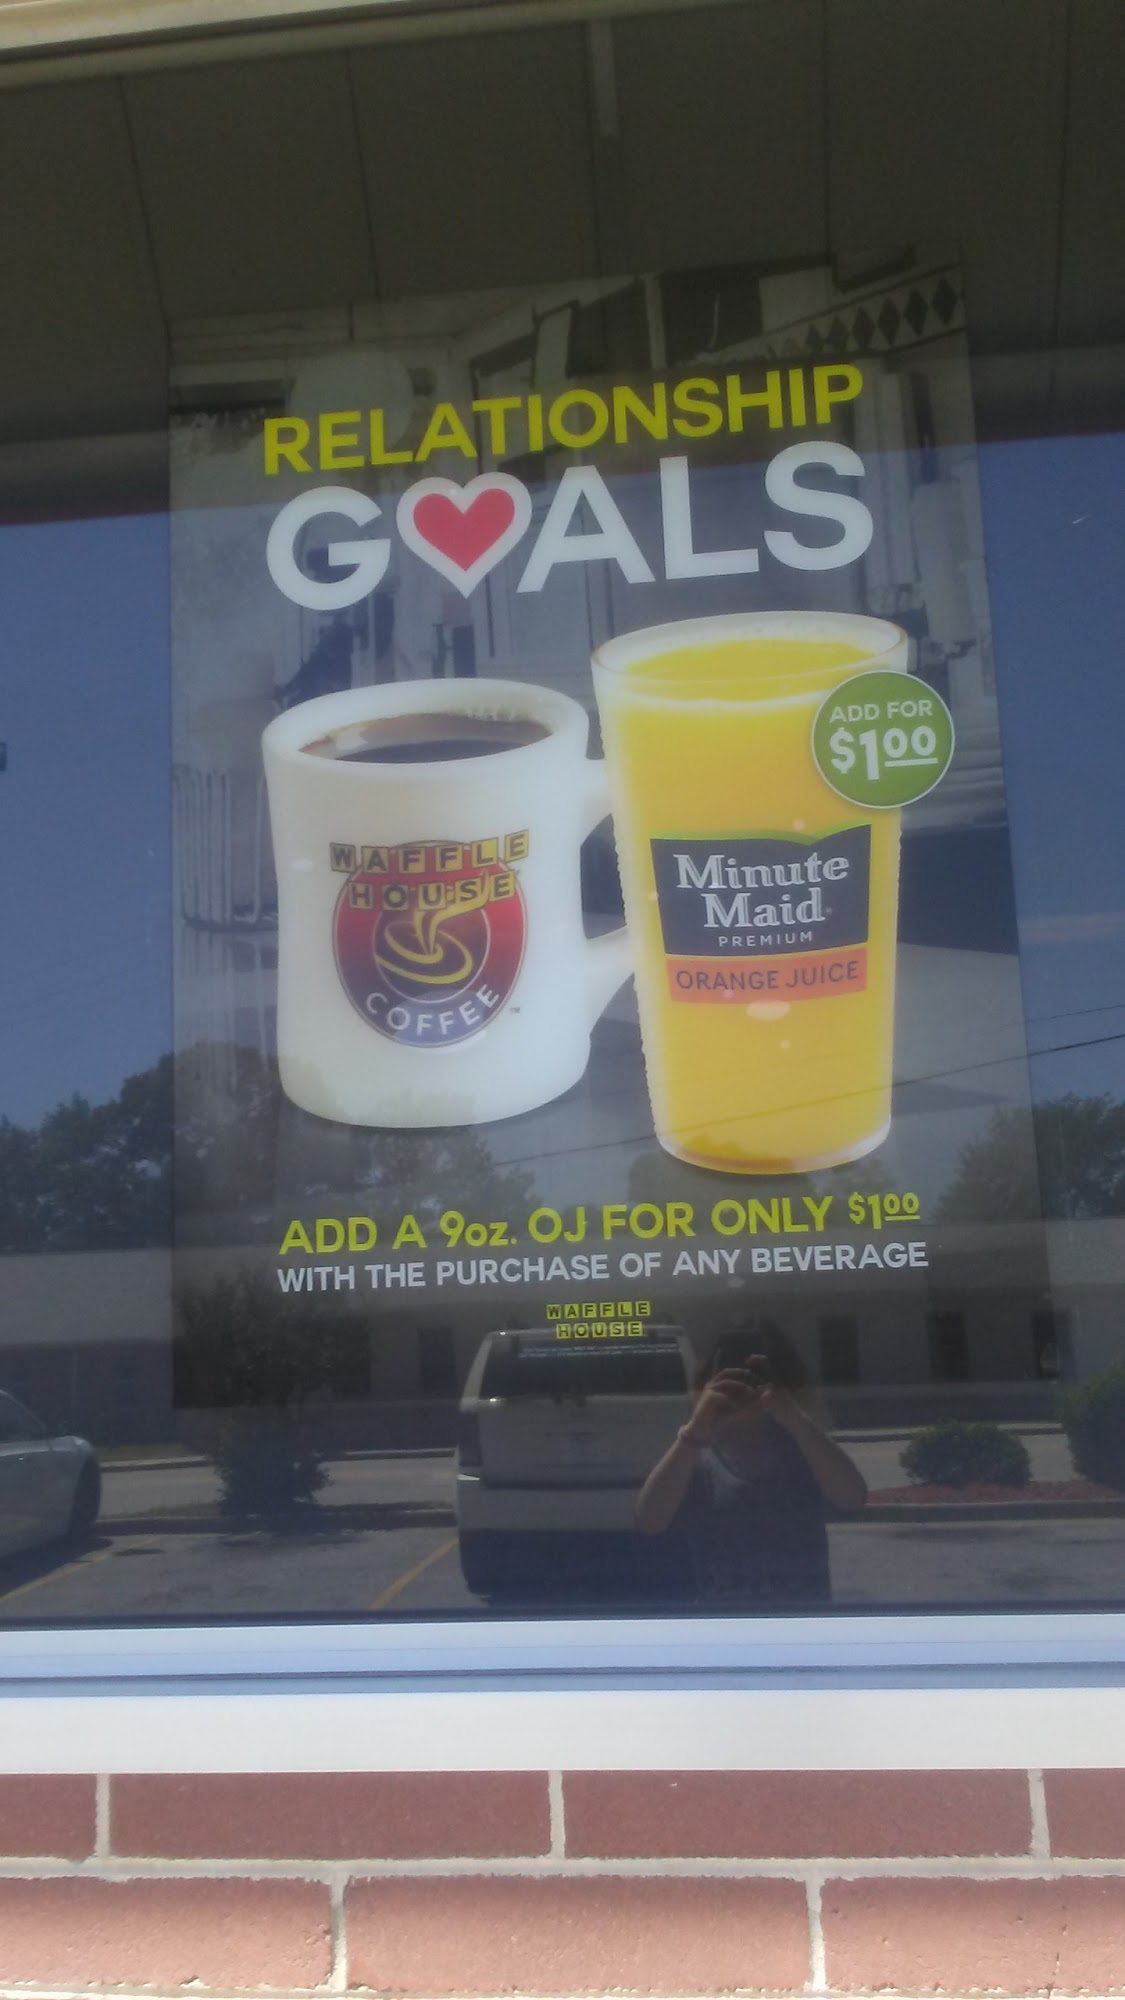 RELATIONSHIP
GOALS
ADD FOR
$1.00
WAFFLE
HOUSE
COFFEE
™
Minute
Maid
PREMIUM
ORANGE JUICE
ADD A 9oz. OJ FOR ONLY $1.00
WITH THE PURCHASE OF ANY BEVERAGE
WAFFLE
HOUSE